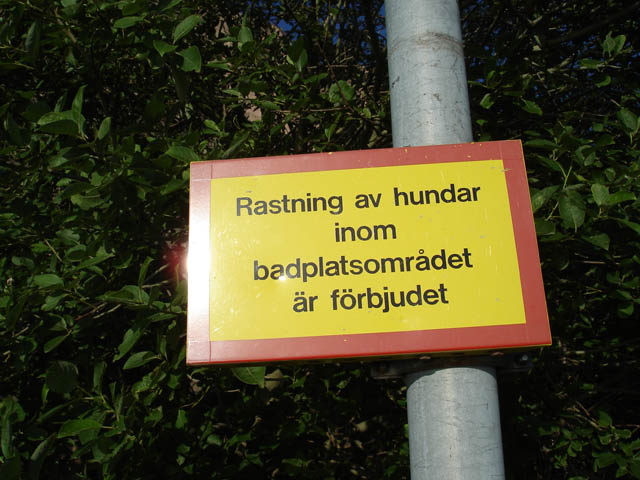 Rastning av hundar
inom
badplatsområdet
är förbjudet